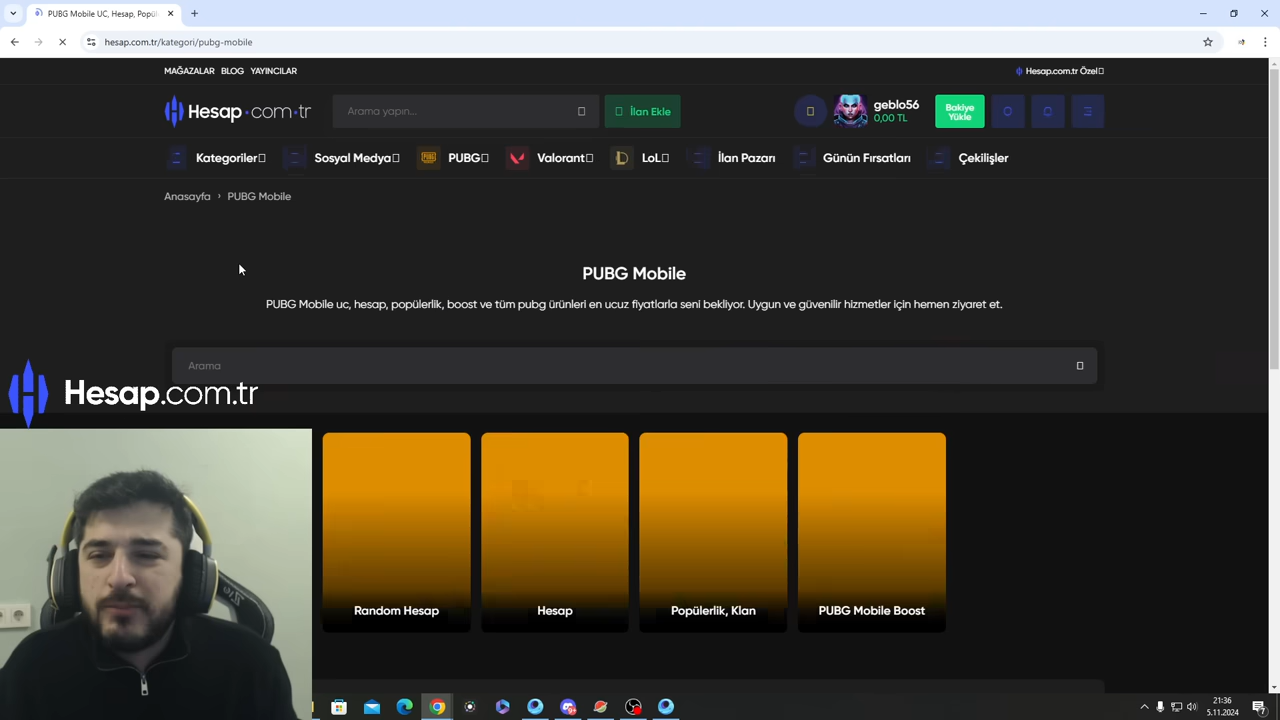 PUBG Mobile UC, Hesap, Popül
hesap.com.tr/kategori/pubg-mobile
MAĞAZALAR BLOG YAYINCILAR
Hesap.com.tr Özel
Hesap.com.tr
Arama yapın...
İlan Ekle
geblo56
0,00 TL
Bakiye
Yükle
Kategoriler
Sosyal Medya
PUBG
Valorant
LoL
İlan Pazarı
Günün Fırsatları
Çekilişler
Anasayfa › PUBG Mobile
PUBG Mobile
PUBG Mobile uc, hesap, popülerlik, boost ve tüm pubg ürünleri en ucuz fiyatlarla seni bekliyor. Uygun ve güvenilir hizmetler için hemen ziyaret et.
Arama
Hesap.com.tr
Random Hesap
Hesap
Popülerlik, Klan
PUBG Mobile Boost
21:36
5.11.2024